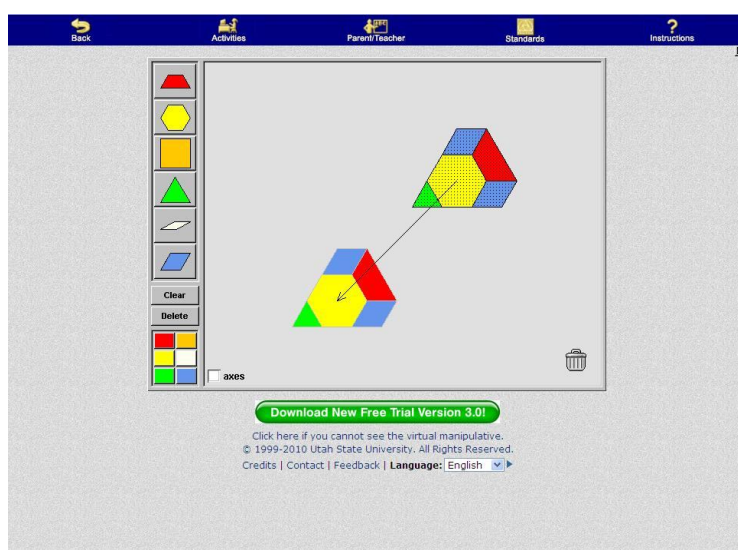 Back Activities Parent/Teacher Standards Instructions
Clear
Delete
axes
Download New Free Trial Version 3.0!
Click here if you cannot see the virtual manipulative.
© 1999-2010 Utah State University. All Rights Reserved.
Credits | Contact | Feedback | Language: English